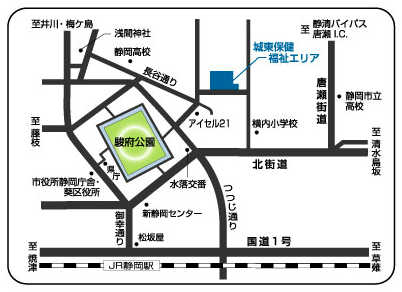 至井川・梅ケ島
至
静清バイパス
唐瀬 I.C.
浅間神社
静岡高校
城東保健
福祉エリア
長谷通り
唐瀬街道
静岡市立
高校
至藤枝
アイセル21
横内小学校
駿府公園
至清水鳥坂
北街道
県庁
市役所静岡庁舎・
葵区役所
水落交番
つつじ通り
御幸通り
新静岡センター
松坂屋
国道1号
至焼津
JR静岡駅
至草薙